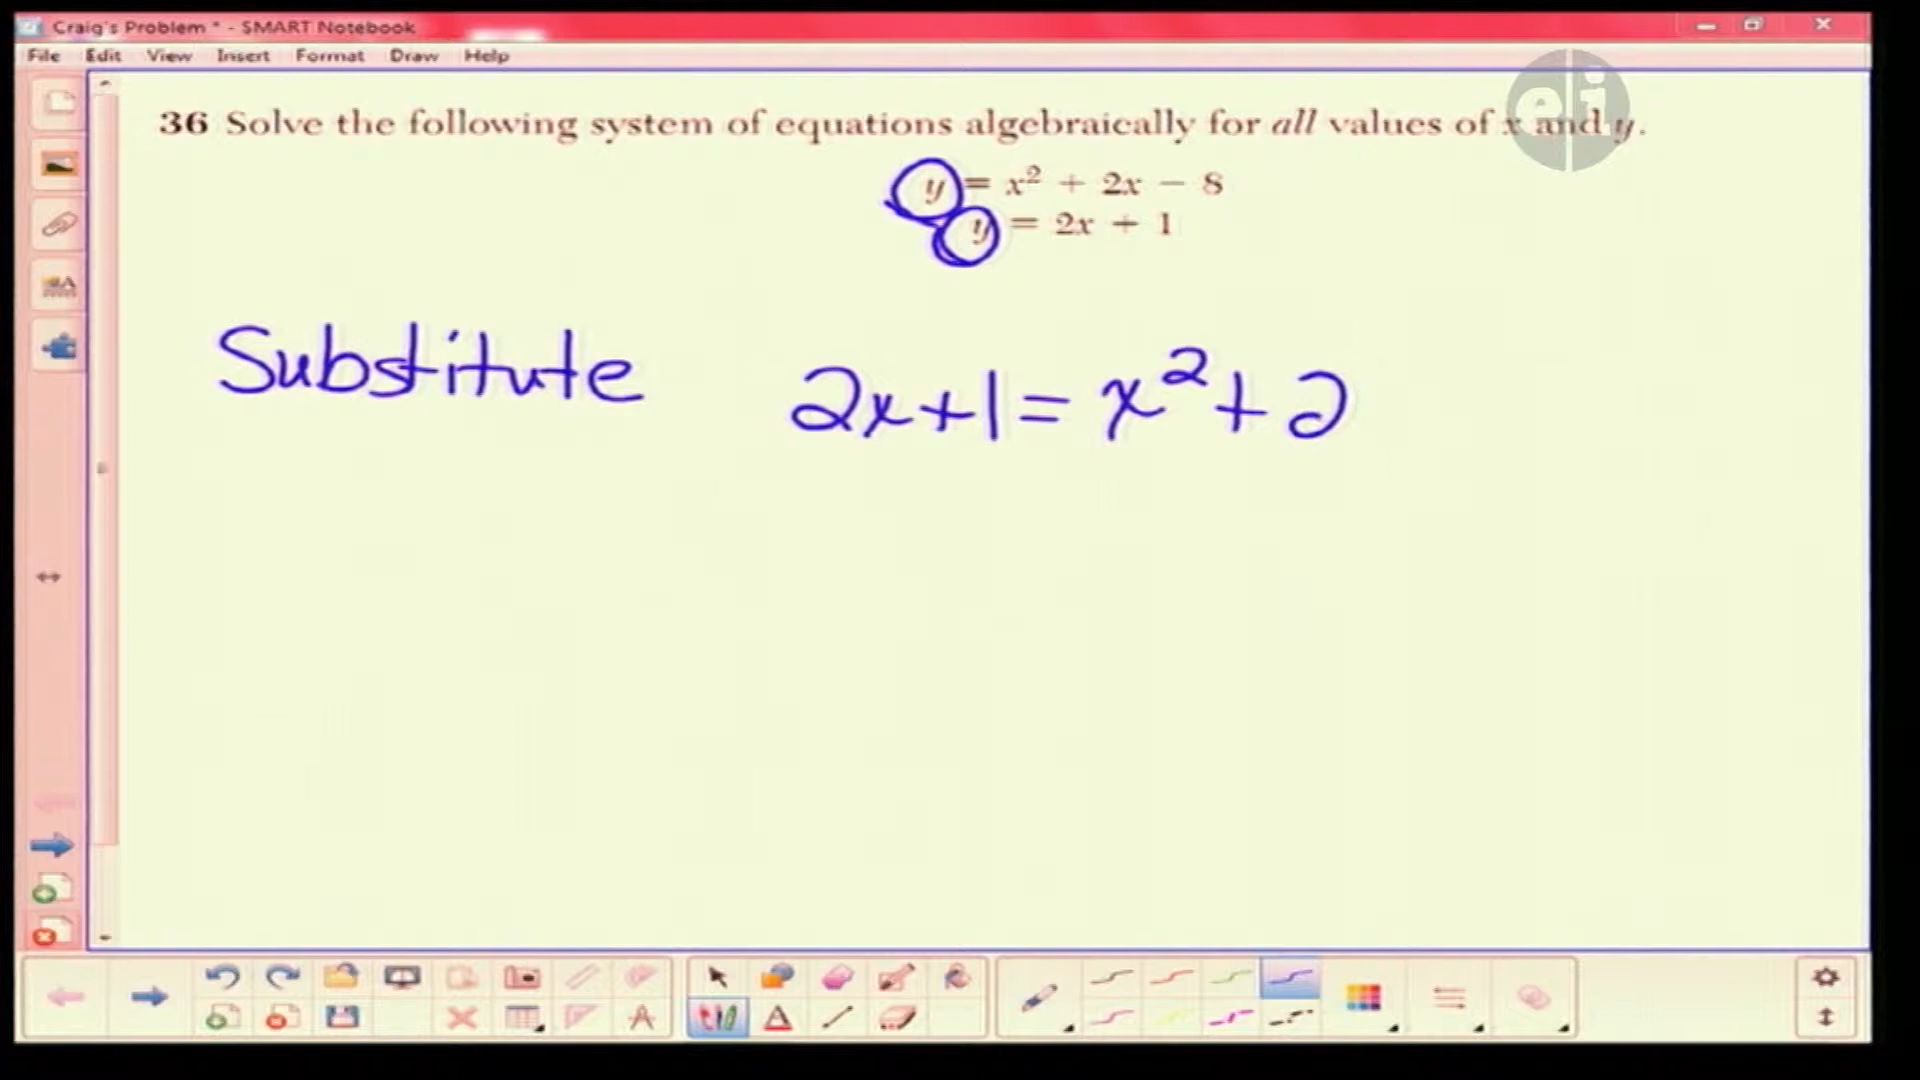 Craig's Problem * - SMART Notebook
File Edit View Insert Format Draw Help
ei
36 Solve the following system of equations algebraically for all values of x and y.
y = x² + 2x − 8
y = 2x + 1
Substitute 2x+1= x²+2